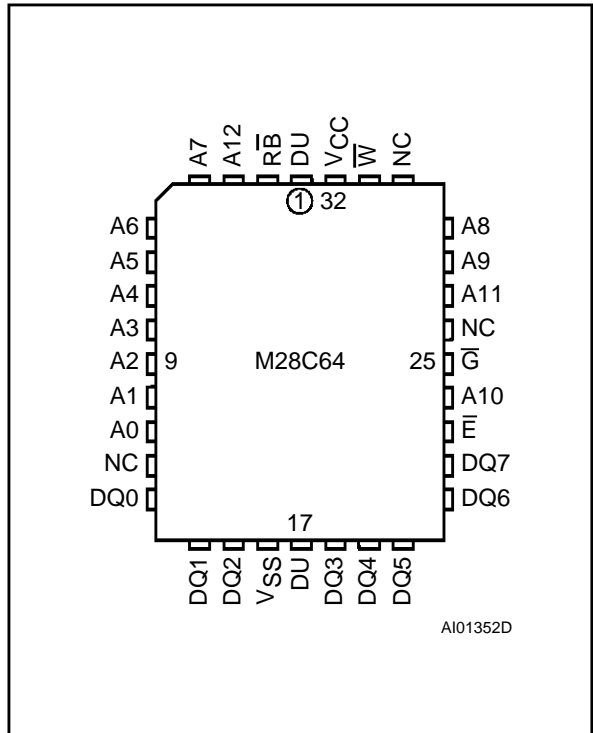 A7 A12 R̅B DU VCC W̅ NC
1 32
A6 A8
A5 A9
A4 A11
A3 NC
A2 9 M28C64 25 G̅
A1 A10
A0 E̅
NC DQ7
DQ0 DQ6
17
DQ1 DQ2 VSS DU DQ3 DQ4 DQ5
AI01352D